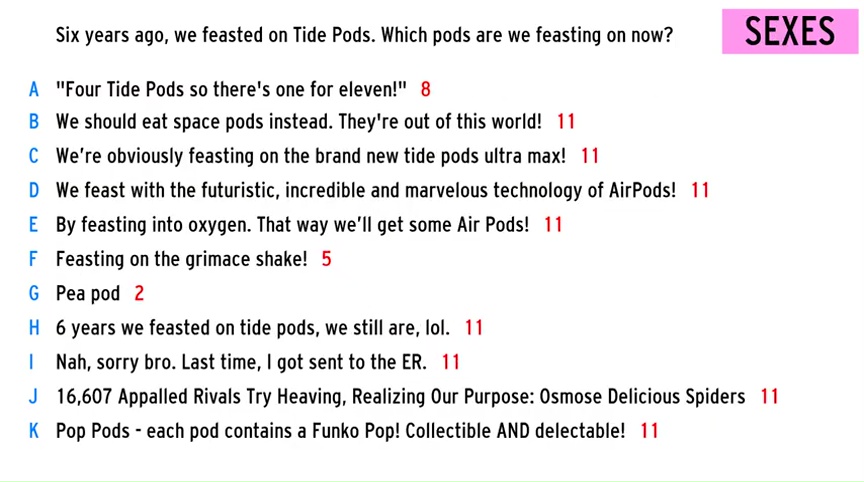 Six years ago, we feasted on Tide Pods. Which pods are we feasting on now?
SEXES
A "Four Tide Pods so there's one for eleven!" 8
B We should eat space pods instead. They're out of this world! 11
C We’re obviously feasting on the brand new tide pods ultra max! 11
D We feast with the futuristic, incredible and marvelous technology of AirPods! 11
E By feasting into oxygen. That way we’ll get some Air Pods! 11
F Feasting on the grimace shake! 5
G Pea pod 2
H 6 years we feasted on tide pods, we still are, lol. 11
I Nah, sorry bro. Last time, I got sent to the ER. 11
J 16,607 Appalled Rivals Try Heaving, Realizing Our Purpose: Osmose Delicious Spiders 11
K Pop Pods - each pod contains a Funko Pop! Collectible AND delectable! 11